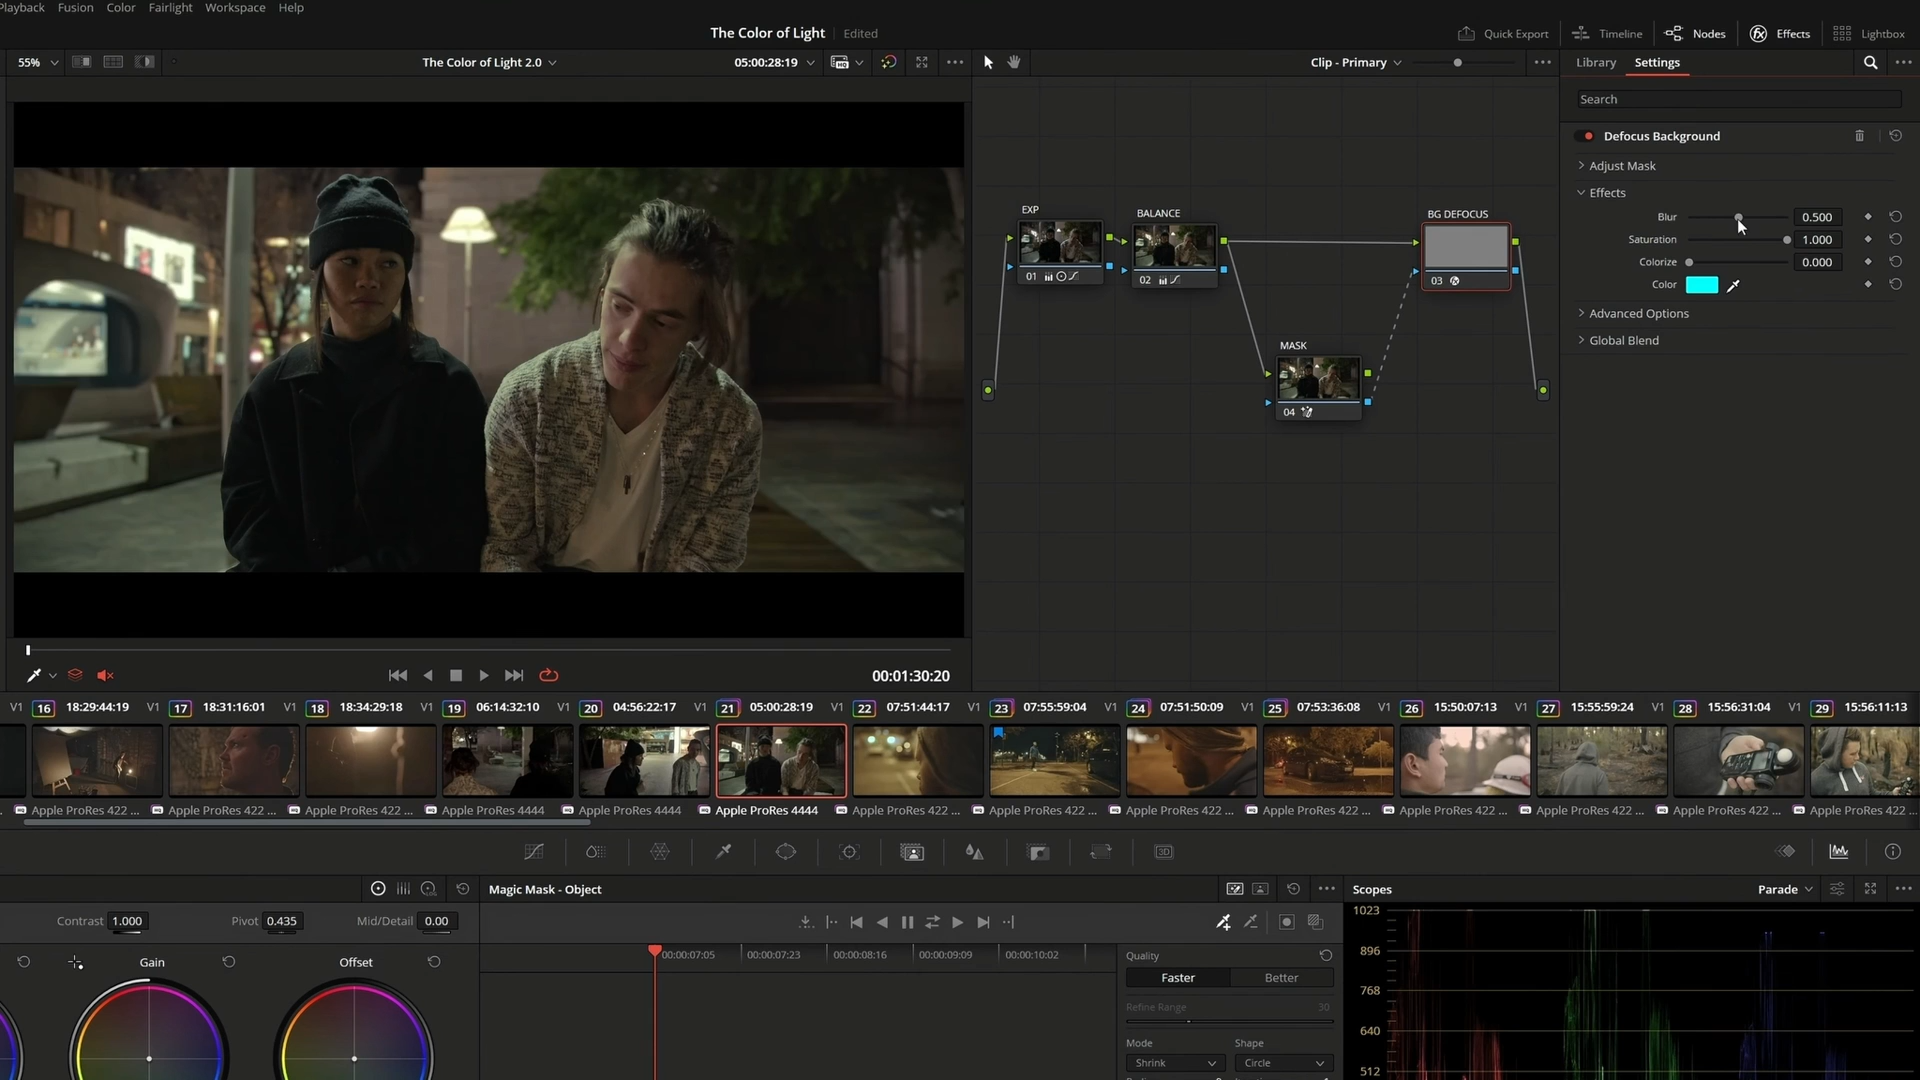 Playback Fusion Color Fairlight Workspace Help
The Color of Light Edited
Quick Export Timeline Nodes Effects Lightbox
55% The Color of Light 2.0 05:00:28:19 Clip - Primary Library Settings
Search
Defocus Background
Adjust Mask
Effects
Blur 0.500
Saturation 1.000
Colorize 0.000
Color
Advanced Options
Global Blend
EXP
01
BALANCE
02
BG DEFOCUS
03
MASK
04
00:01:30:20
V1 16 18:29:44:19 V1 17 18:31:16:01 V1 18 18:34:29:18 V1 19 06:14:32:10 V1 20 04:56:22:17 V1 21 05:00:28:19 V1 22 07:51:44:17 V1 23 07:55:59:04 V1 24 07:51:50:09 V1 25 07:53:36:08 V1 26 15:50:07:13 V1 27 15:55:59:24 V1 28 15:56:31:04 V1 29 15:56:11:13
Apple ProRes 422 ... Apple ProRes 422 ... Apple ProRes 422 ... Apple ProRes 4444 Apple ProRes 4444 Apple ProRes 4444 Apple ProRes 422 ... Apple ProRes 422 ... Apple ProRes 422 ... Apple ProRes 422 ... Apple ProRes 422 ... Apple ProRes 422 ... Apple ProRes 422 ... Apple ProRes 422 ...
3D
Magic Mask - Object
Scopes Parade
Contrast 1.000 Pivot 0.435 Mid/Detail 0.00
Gain Offset
00:00:07:05 00:00:07:23 00:00:08:16 00:00:09:09 00:00:10:02
Quality
Faster Better
Refine Range 30
Mode Shape
Shrink Circle
1023
896
768
640
512